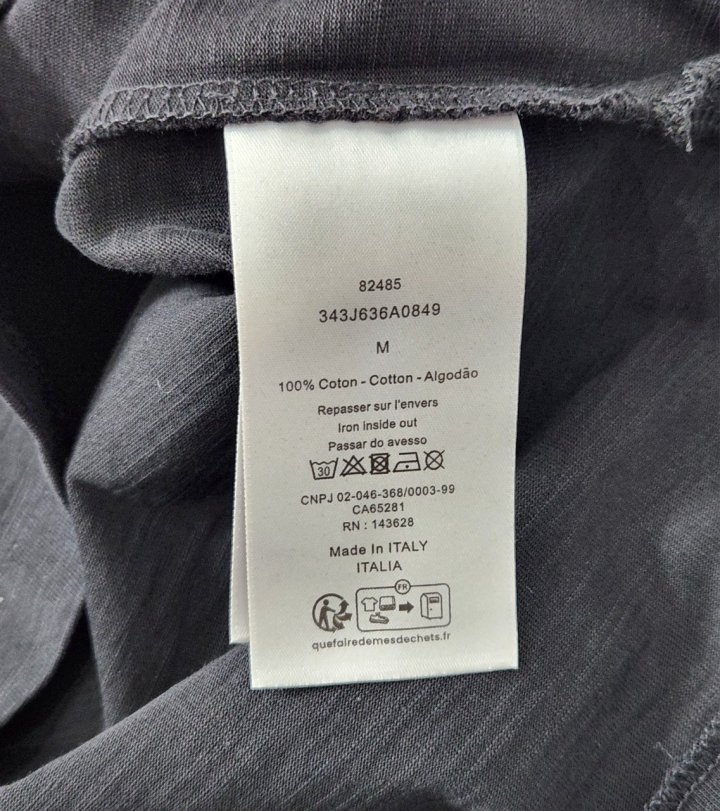 82485
343J636A0849
M
100% Coton - Cotton - Algodão
Repasser sur l'envers
Iron inside out
Passar do avesso
30
CNPJ 02-046-368/0003-99
CA65281
RN : 143628
Made In ITALY
ITALIA
FR
quefairedemesdechets.fr